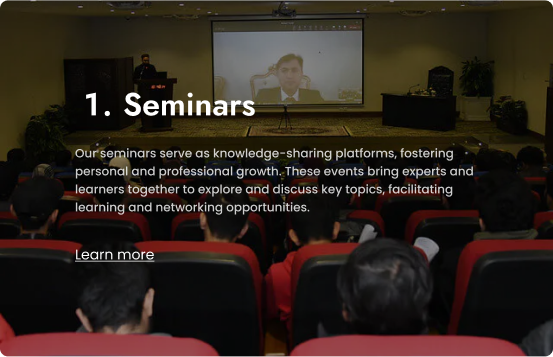 1. Seminars
Our seminars serve as knowledge-sharing platforms, fostering
personal and professional growth. These events bring experts and
learners together to explore and discuss key topics, facilitating
learning and networking opportunities.
Learn more